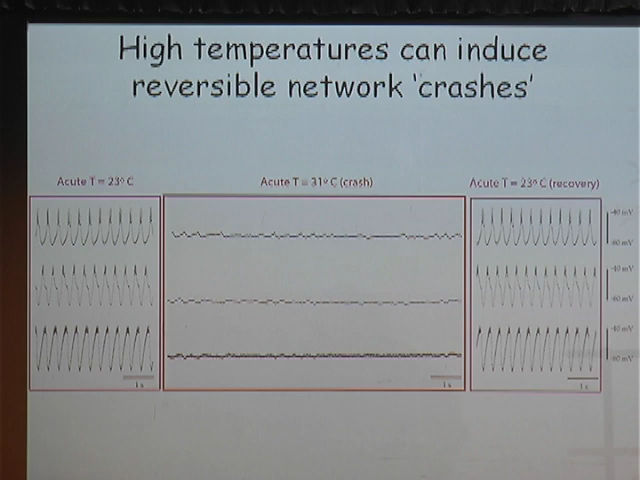 High temperatures can induce
reversible network 'crashes'
Acute T = 23° C
Acute T = 31° C (crash)
Acute T = 23° C (recovery)
-40 mV
-60 mV
-40 mV
-60 mV
-40 mV
-60 mV
1 s
1 s
1 s